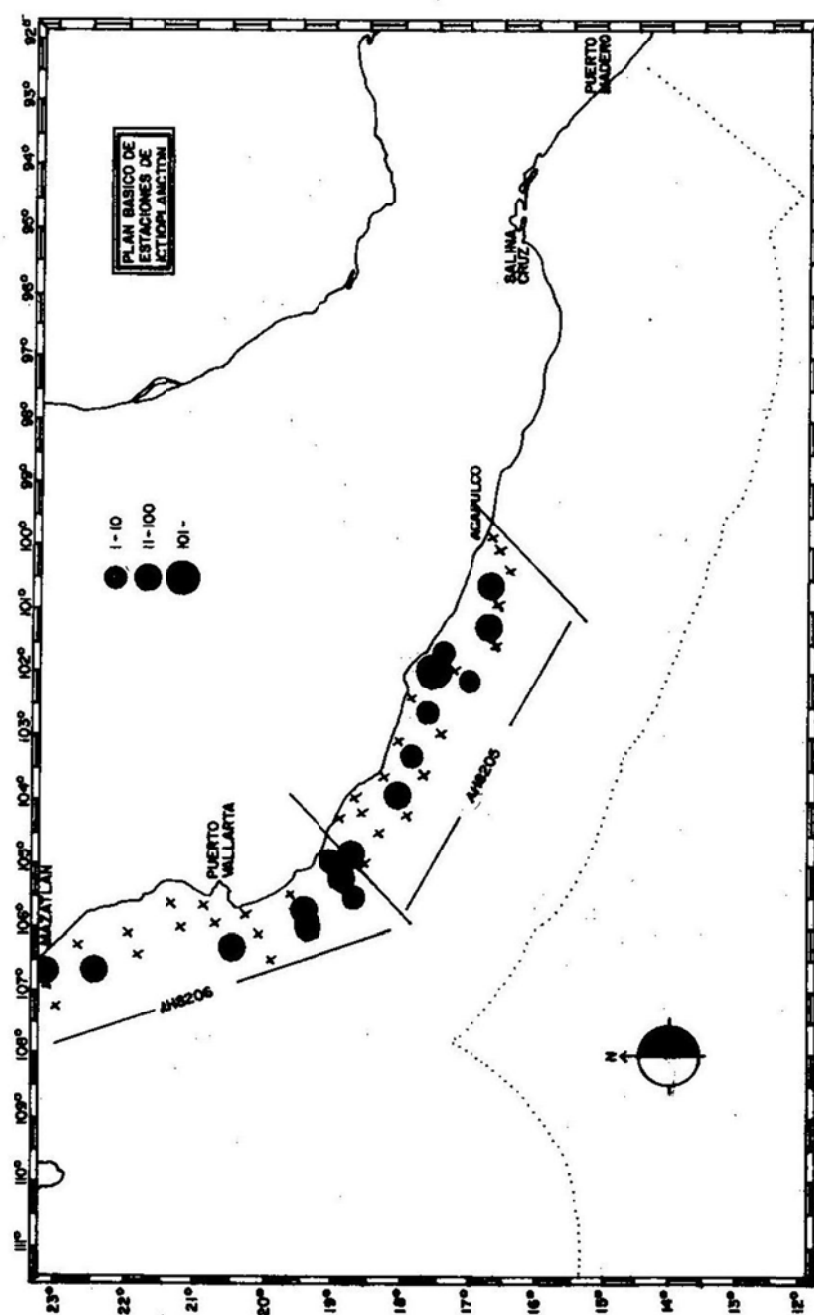 PLAN BASICO DE
ESTACIONES DE
ICTIOPLANCTON
1-10
11-100
101-
MAZATLAN
PUERTO
VALLARTA
ACAPULCO
SALINA
CRUZ
PUERTO
MADERO
AH8206
AH8205
N
111°
110°
109°
108°
107°
106°
105°
104°
103°
102°
101°
100°
99°
98°
97°
96°
95°
94°
93°
92°
23°
22°
21°
20°
19°
18°
17°
16°
15°
14°
13°
12°